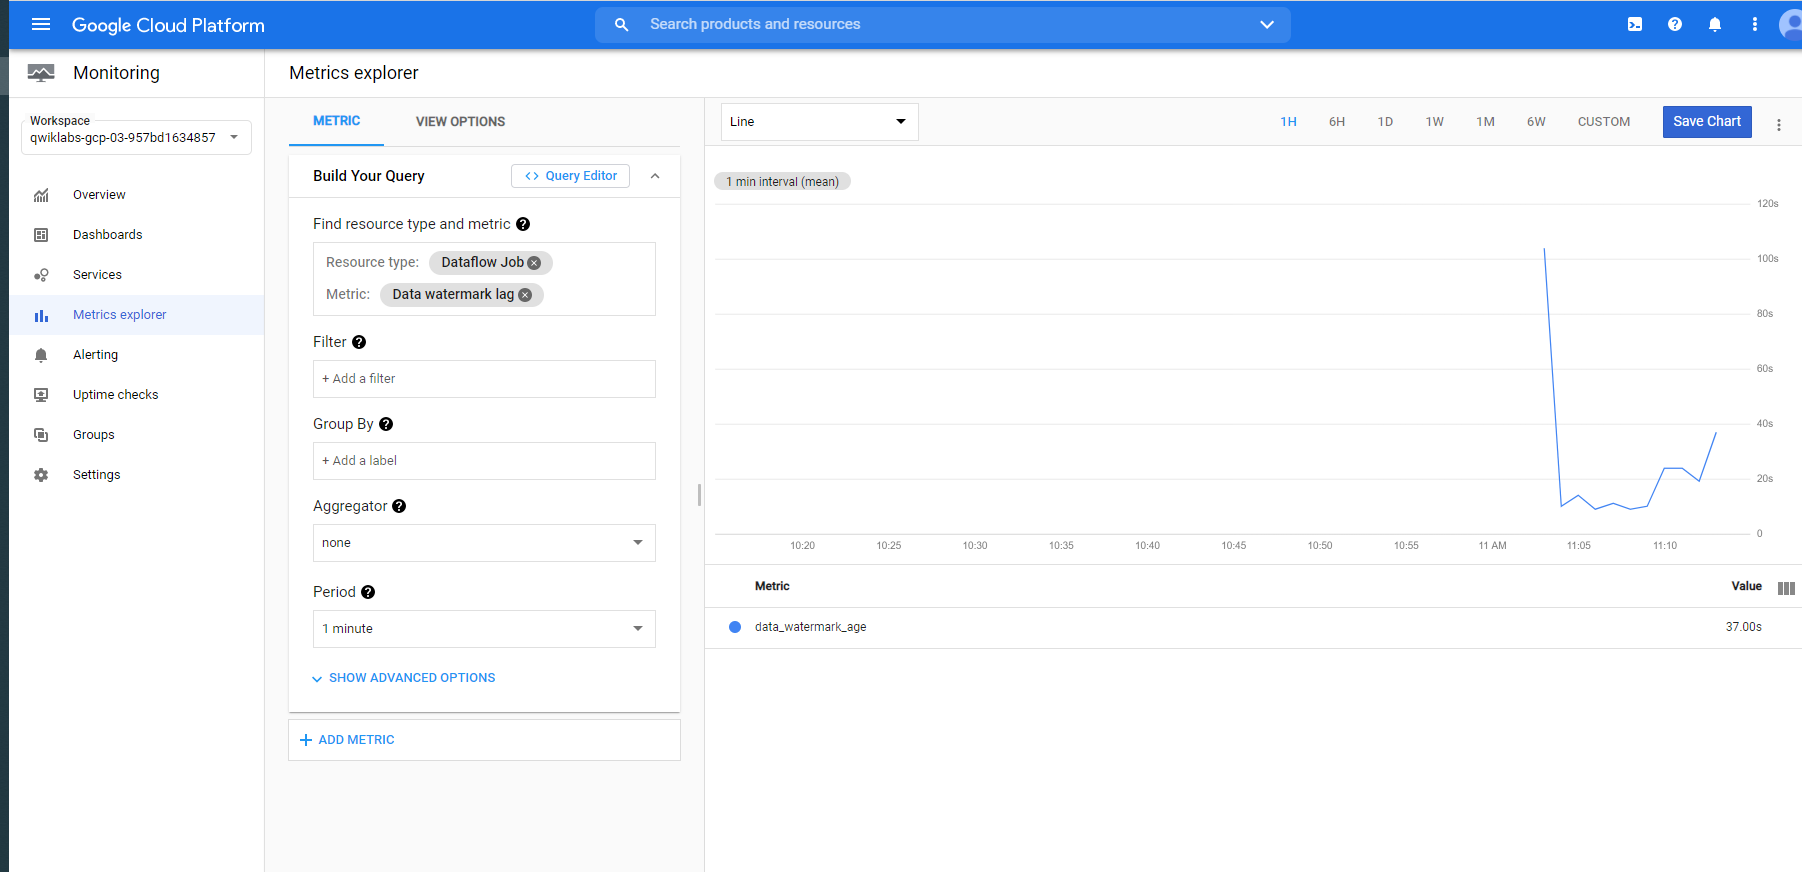 Google Cloud Platform
Search products and resources
Monitoring
Metrics explorer
Workspace
qwiklabs-gcp-03-957bd1634857
Overview
Dashboards
Services
Metrics explorer
Alerting
Uptime checks
Groups
Settings
METRIC VIEW OPTIONS
Build Your Query
Query Editor
Find resource type and metric
Resource type: Dataflow Job
Metric: Data watermark lag
Filter
+ Add a filter
Group By
+ Add a label
Aggregator
none
Period
1 minute
SHOW ADVANCED OPTIONS
+ ADD METRIC
Line
1H 6H 1D 1W 1M 6W CUSTOM
Save Chart
1 min interval (mean)
120s
100s
80s
60s
40s
20s
0
10:20 10:25 10:30 10:35 10:40 10:45 10:50 10:55 11 AM 11:05 11:10
Metric Value
data_watermark_age 37.00s